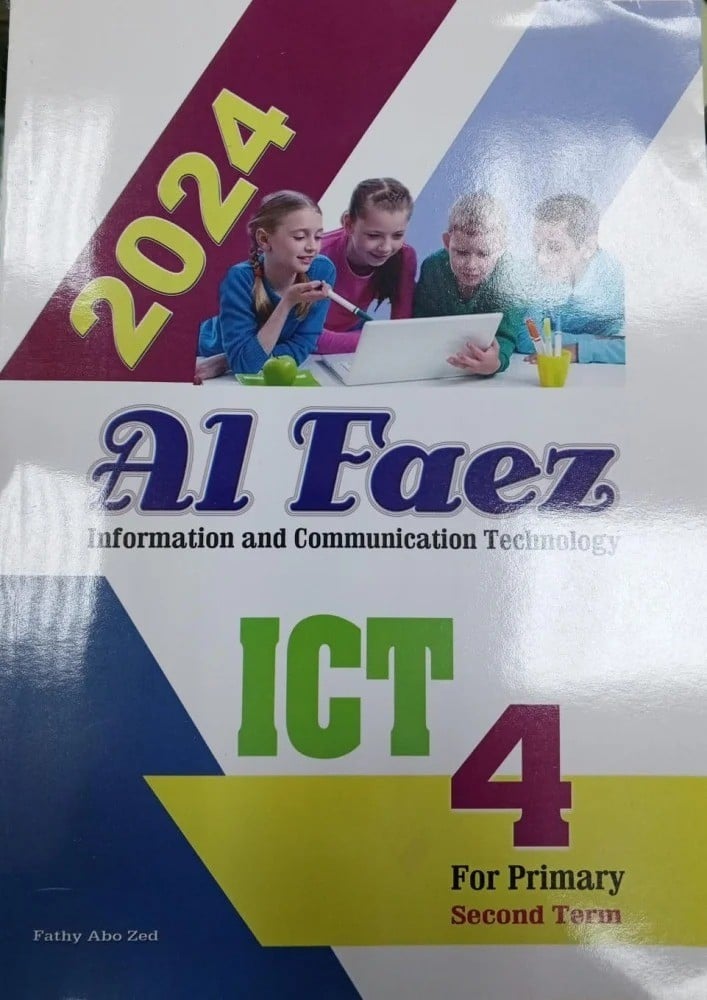 2024
Al Faez
Information and Communication Technology
ICT
4
For Primary
Second Term
Fathy Abo Zed